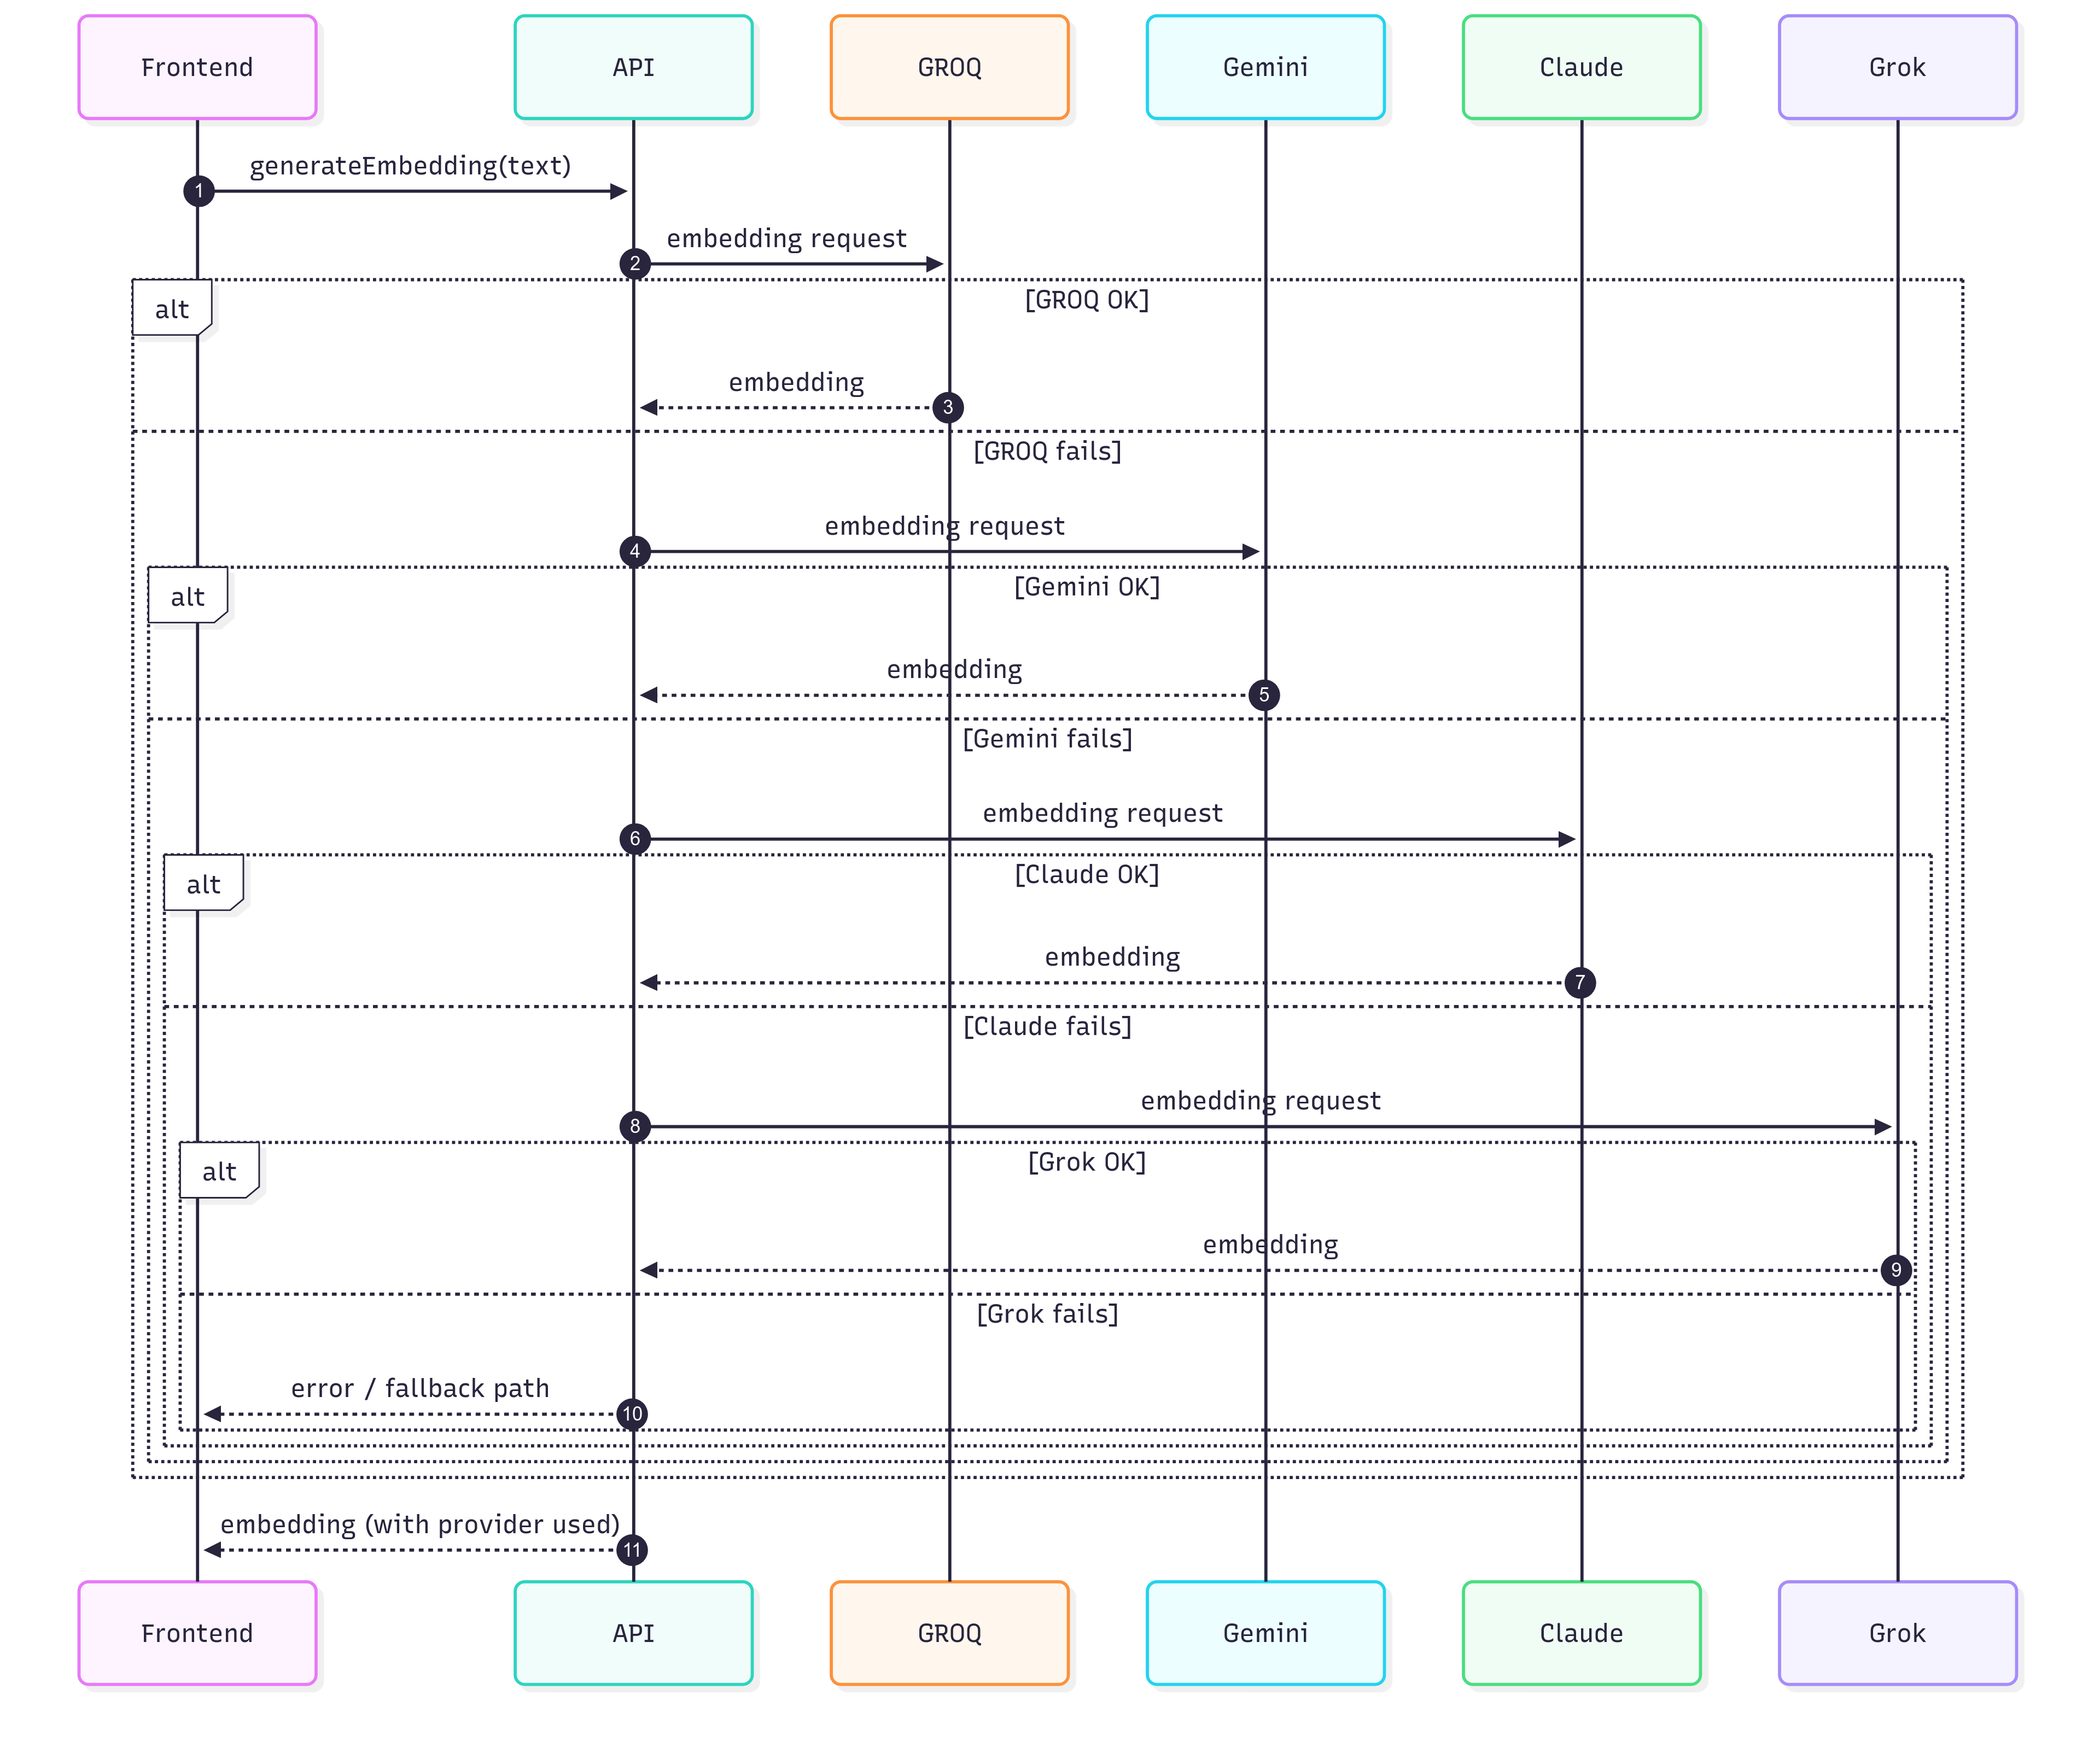 Frontend
API
GROQ
Gemini
Claude
Grok
generateEmbedding(text)
1
embedding request
2
alt
[GROQ OK]
embedding
3
[GROQ fails]
embedding request
4
alt
[Gemini OK]
embedding
5
[Gemini fails]
embedding request
6
alt
[Claude OK]
embedding
7
[Claude fails]
embedding request
8
alt
[Grok OK]
embedding
9
[Grok fails]
error / fallback path
10
embedding (with provider used)
11
Frontend
API
GROQ
Gemini
Claude
Grok